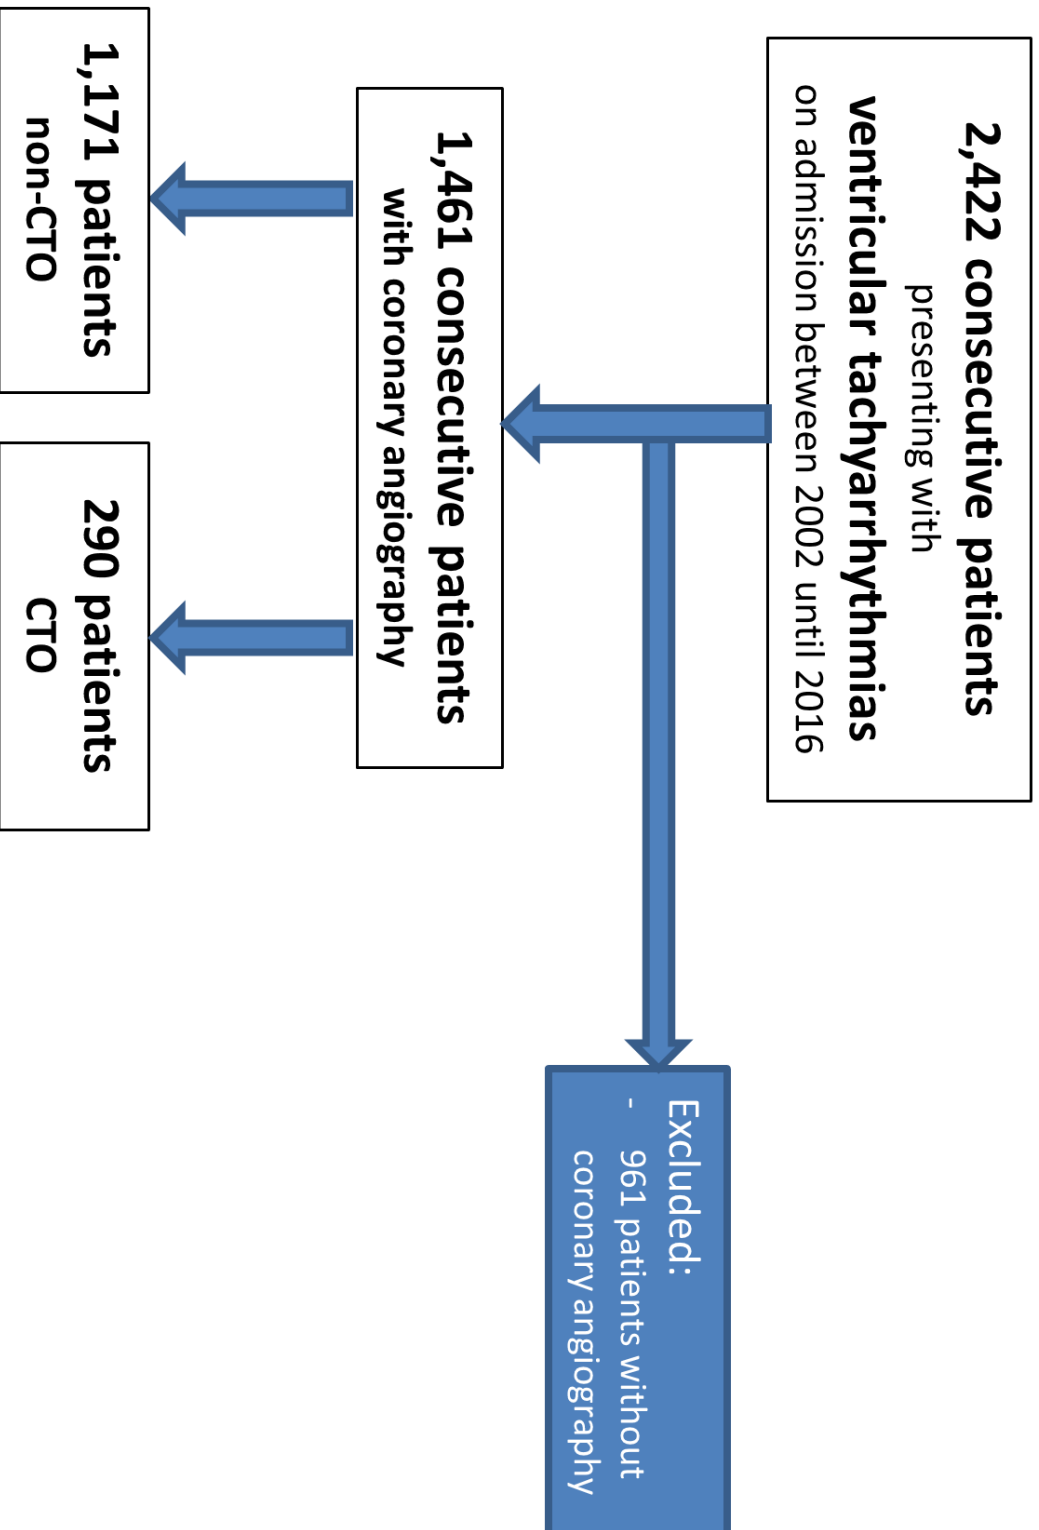 2,422 consecutive patients
presenting with
ventricular tachyarrhythmias
on admission between 2002 until 2016
Excluded:
- 961 patients without
coronary angiography
1,461 consecutive patients
with coronary angiography
1,171 patients
non-CTO
290 patients
CTO